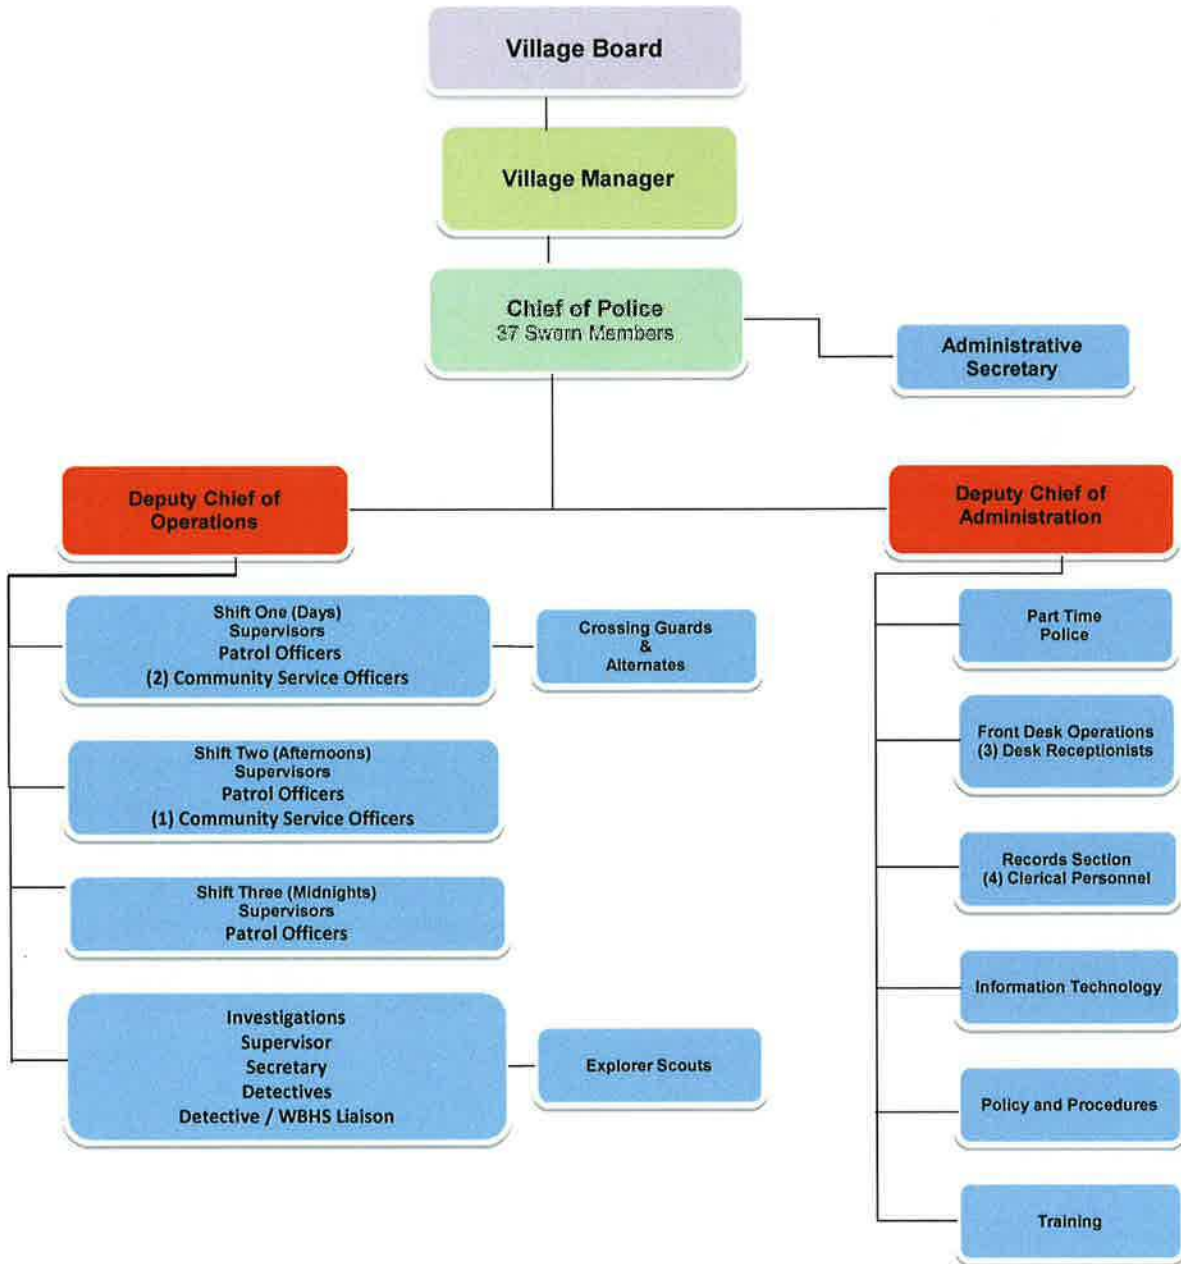 Village Board
Village Manager
Chief of Police
37 Sworn Members
Administrative
Secretary
Deputy Chief of
Operations
Deputy Chief of
Administration
Shift One (Days)
Supervisors
Patrol Officers
(2) Community Service Officers
Crossing Guards
&
Alternates
Part Time
Police
Shift Two (Afternoons)
Supervisors
Patrol Officers
(1) Community Service Officers
Front Desk Operations
(3) Desk Receptionists
Shift Three (Midnights)
Supervisors
Patrol Officers
Records Section
(4) Clerical Personnel
Investigations
Supervisor
Secretary
Detectives
Detective / WBHS Liaison
Explorer Scouts
Information Technology
Policy and Procedures
Training